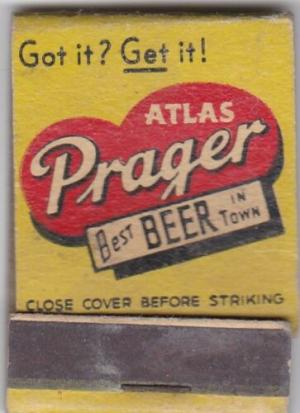 Got it? Get it!
ATLAS
Prager
Best BEER IN TOWN
CLOSE COVER BEFORE STRIKING